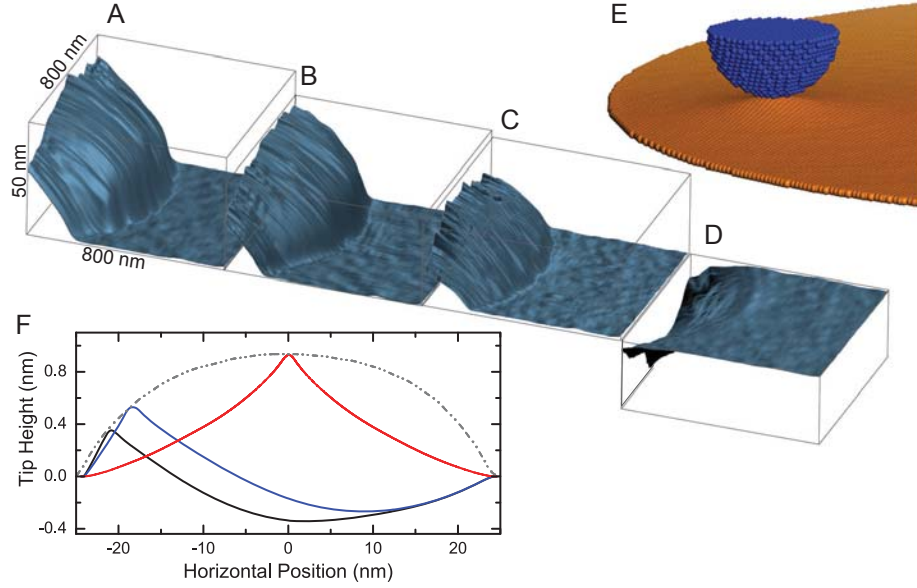 A
E
800 nm
B
C
50 nm
800 nm
D
F
Tip Height (nm)
0.8
0.4
0.0
-0.4
-20
-10
0
10
20
Horizontal Position (nm)